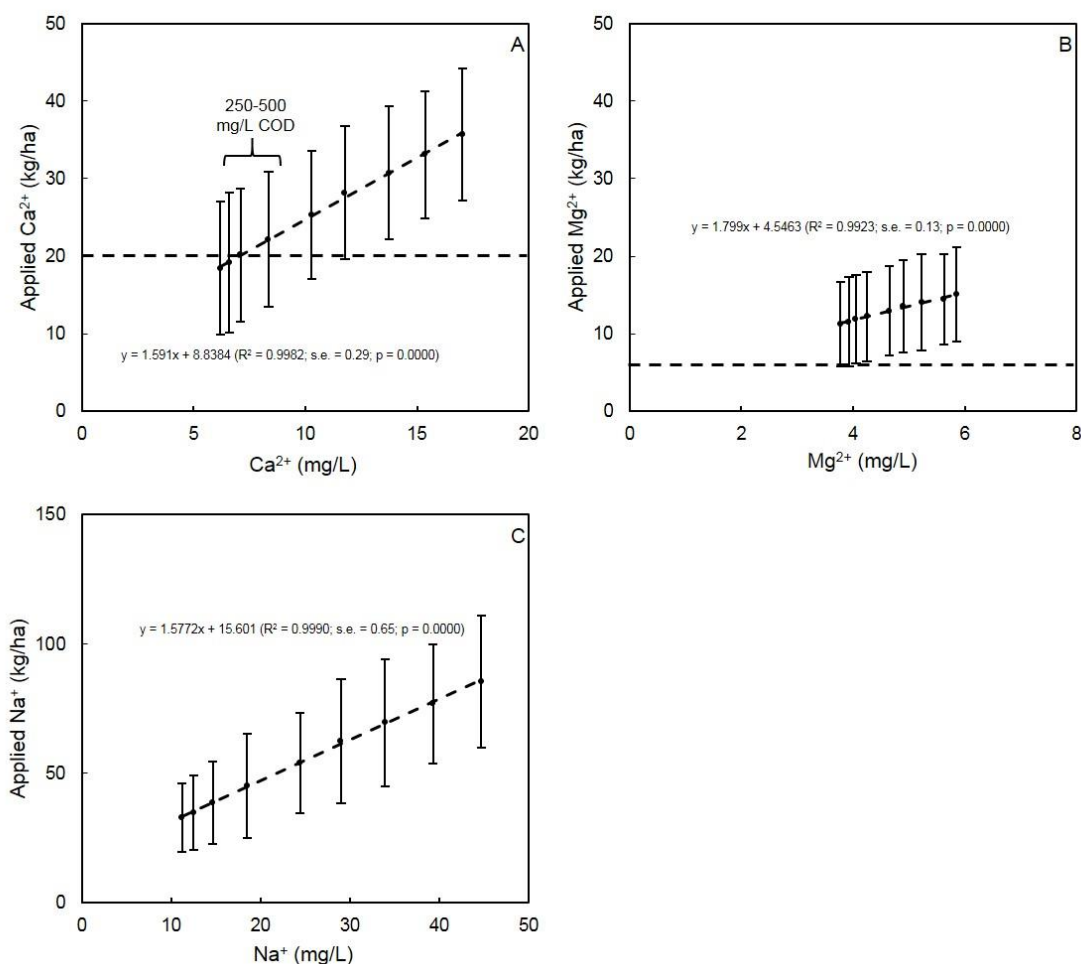 A
50
40
30
20
10
0
Applied Ca²⁺ (kg/ha)
250-500
mg/L COD
y = 1.591x + 8.8384 (R² = 0.9982; s.e. = 0.29; p = 0.0000)
0 5 10 15 20
Ca²⁺ (mg/L)
B
50
40
30
20
10
0
Applied Mg²⁺ (kg/ha)
y = 1.799x + 4.5463 (R² = 0.9923; s.e. = 0.13; p = 0.0000)
0 2 4 6 8
Mg²⁺ (mg/L)
C
150
100
50
0
Applied Na⁺ (kg/ha)
y = 1.5772x + 15.601 (R² = 0.9990; s.e. = 0.65; p = 0.0000)
0 10 20 30 40 50
Na⁺ (mg/L)